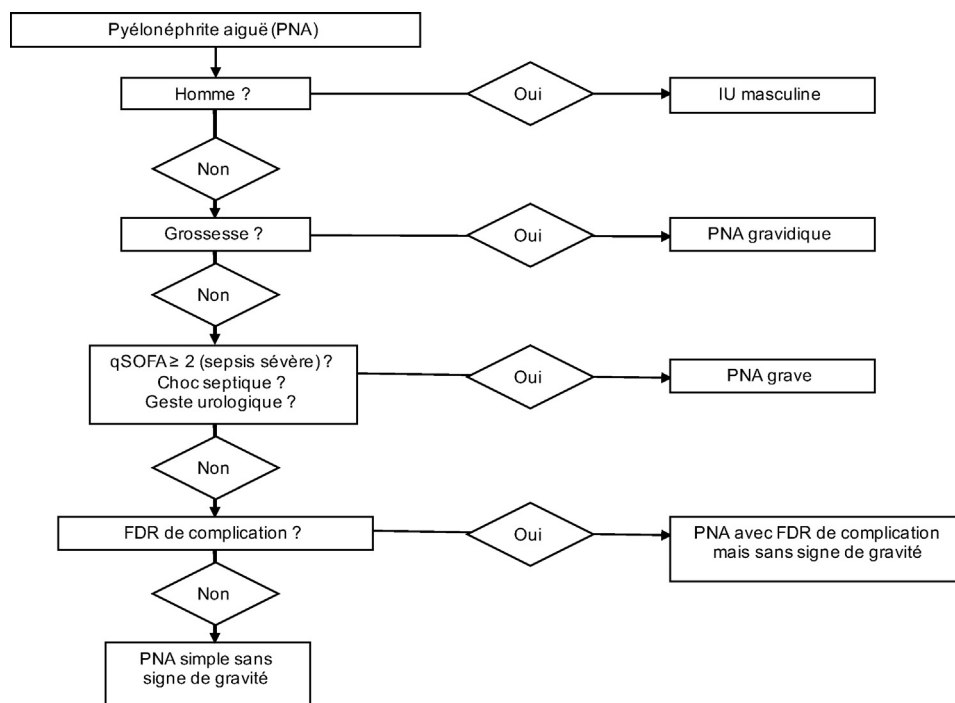 Pyélonéphrite aiguë (PNA)
Homme ?
Oui
IU masculine
Non
Grossesse ?
Oui
PNA gravidique
Non
qSOFA ≥ 2 (sepsis sévère) ?
Choc septique ?
Geste urologique ?
Oui
PNA grave
Non
FDR de complication ?
Oui
PNA avec FDR de complication
mais sans signe de gravité
Non
PNA simple sans
signe de gravité